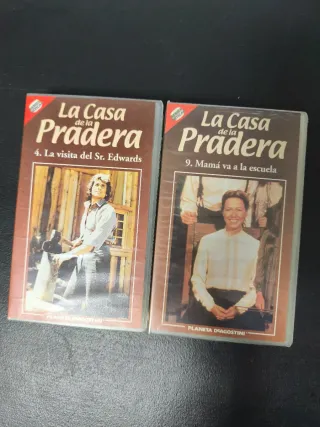 La Casa
de la
Pradera
4. La visita del Sr. Edwards
PLANETA DeAGOSTINI
La Casa
de la
Pradera
9. Mamá va a la escuela
PLANETA DeAGOSTINI